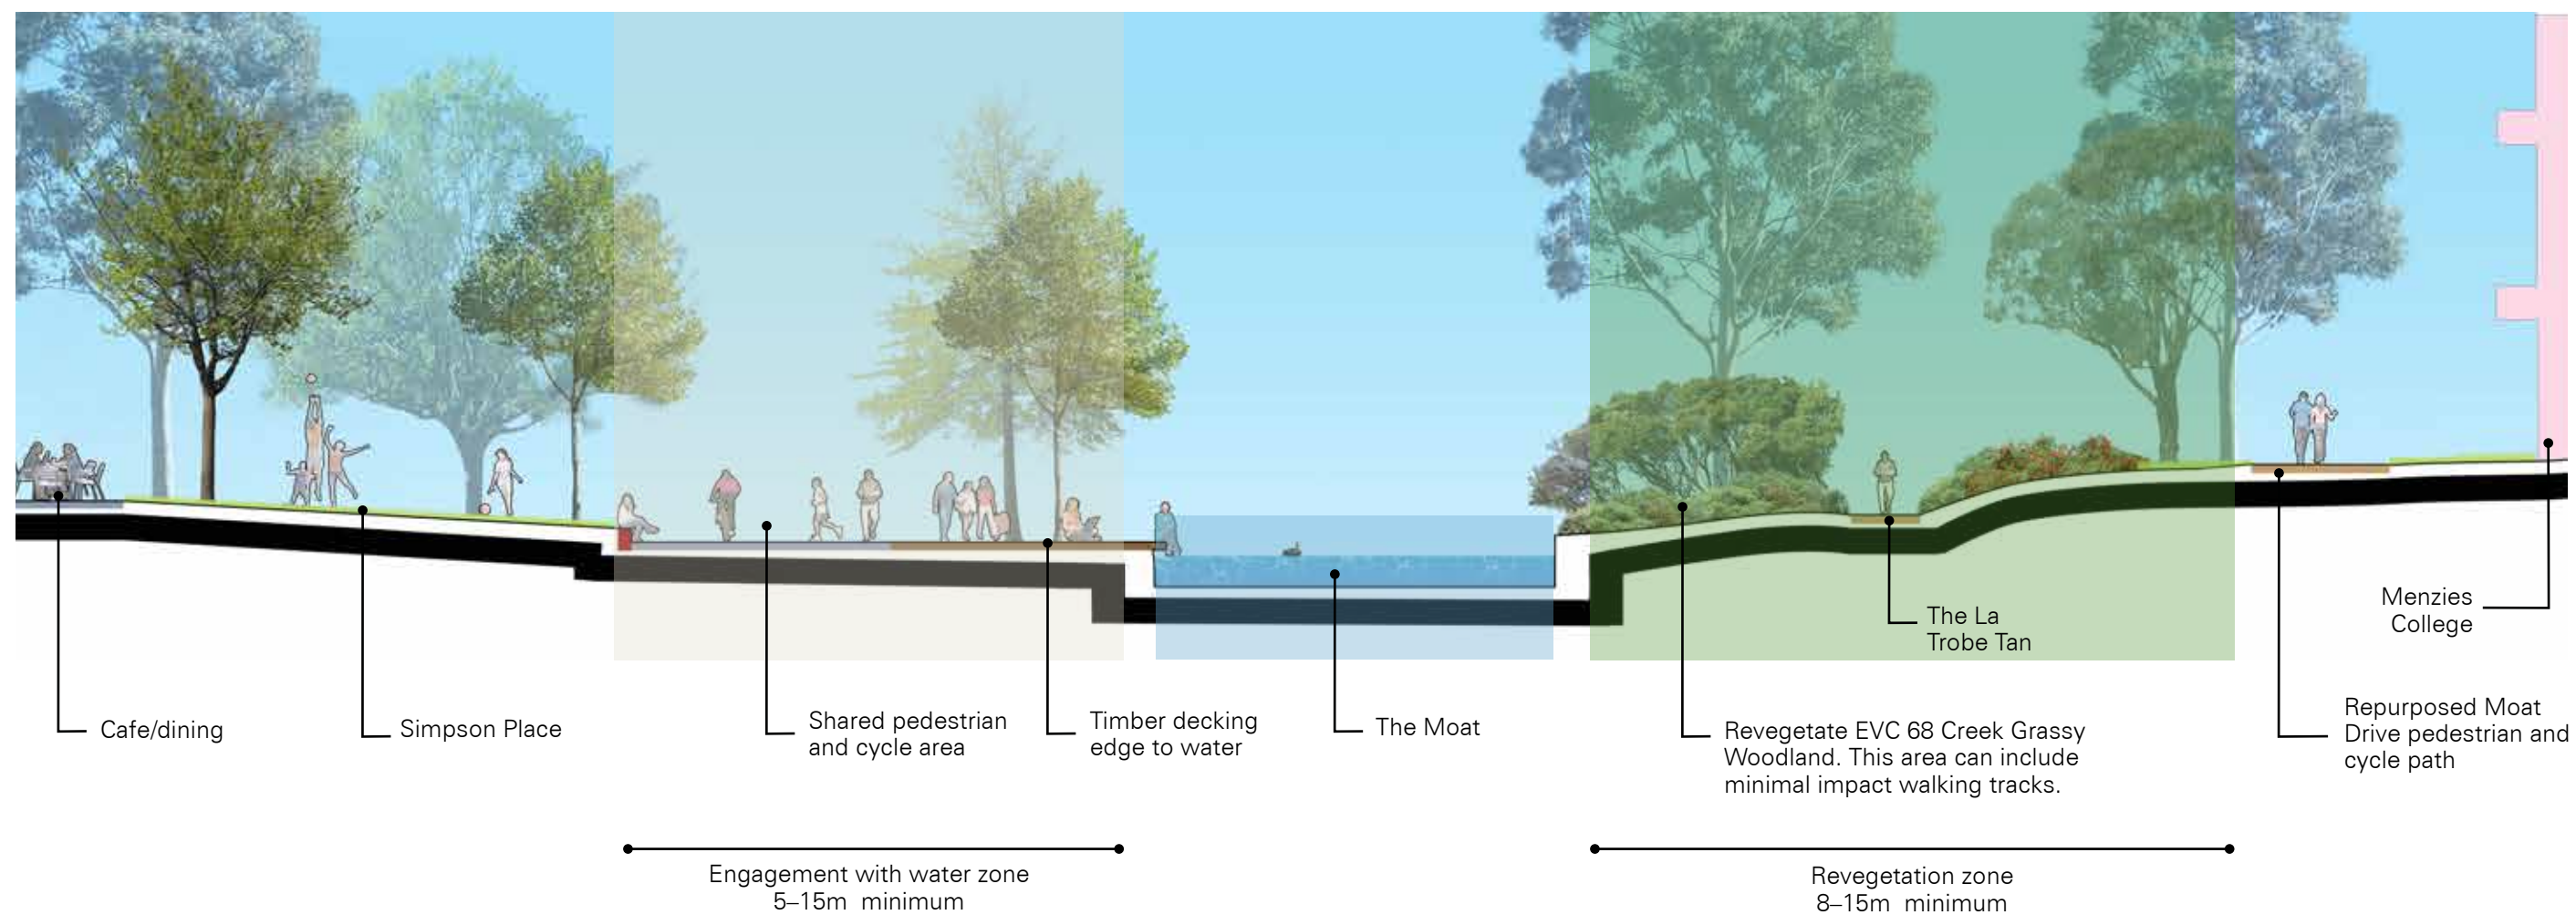 Cafe/dining
Simpson Place
Shared pedestrian
and cycle area
Timber decking
edge to water
The Moat
Revegetate EVC 68 Creek Grassy
Woodland. This area can include
minimal impact walking tracks.
The La
Trobe Tan
Repurposed Moat
Drive pedestrian and
cycle path
Menzies
College
Engagement with water zone
5–15m minimum
Revegetation zone
8–15m minimum